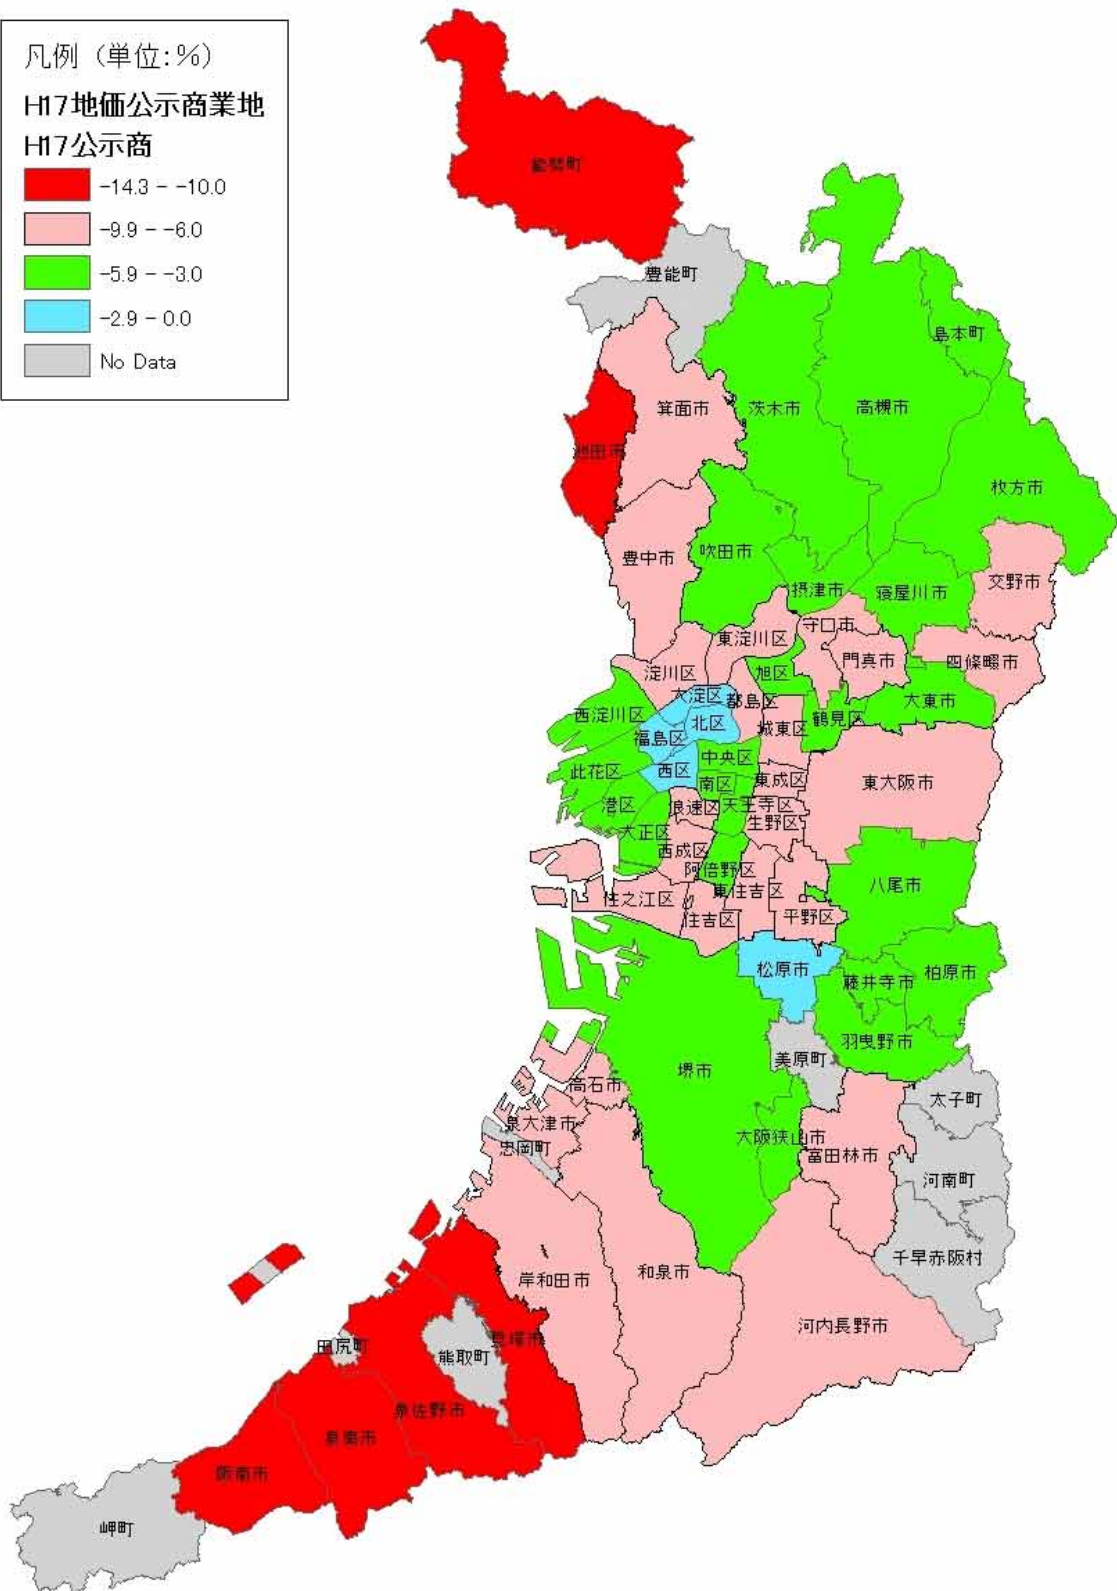 凡例 (単位:%)
H17地価公示商業地
H17公示商
-14.3 - -10.0
-9.9 - -6.0
-5.9 - -3.0
-2.9 - 0.0
No Data
能勢町
豊能町
島本町
箕面市
茨木市
高槻市
池田市
枚方市
豊中市
吹田市
摂津市
寝屋川市
交野市
東淀川区
守口市
淀川区
旭区
門真市
四條畷市
大淀区
都島区
大東市
西淀川区
北区
鶴見区
福島区
城東区
中央区
此花区
西区
南区
東成区
東大阪市
港区
浪速区
天王寺区
生野区
大正区
西成区
阿倍野区
八尾市
住之江区
東住吉区
住吉区
平野区
松原市
藤井寺市
柏原市
羽曳野市
美原町
堺市
高石市
太子町
泉大津市
大阪狭山市
忠岡町
富田林市
河南町
千早赤阪村
岸和田市
和泉市
河内長野市
田尻町
熊取町
貝塚市
泉佐野市
泉南市
阪南市
岬町